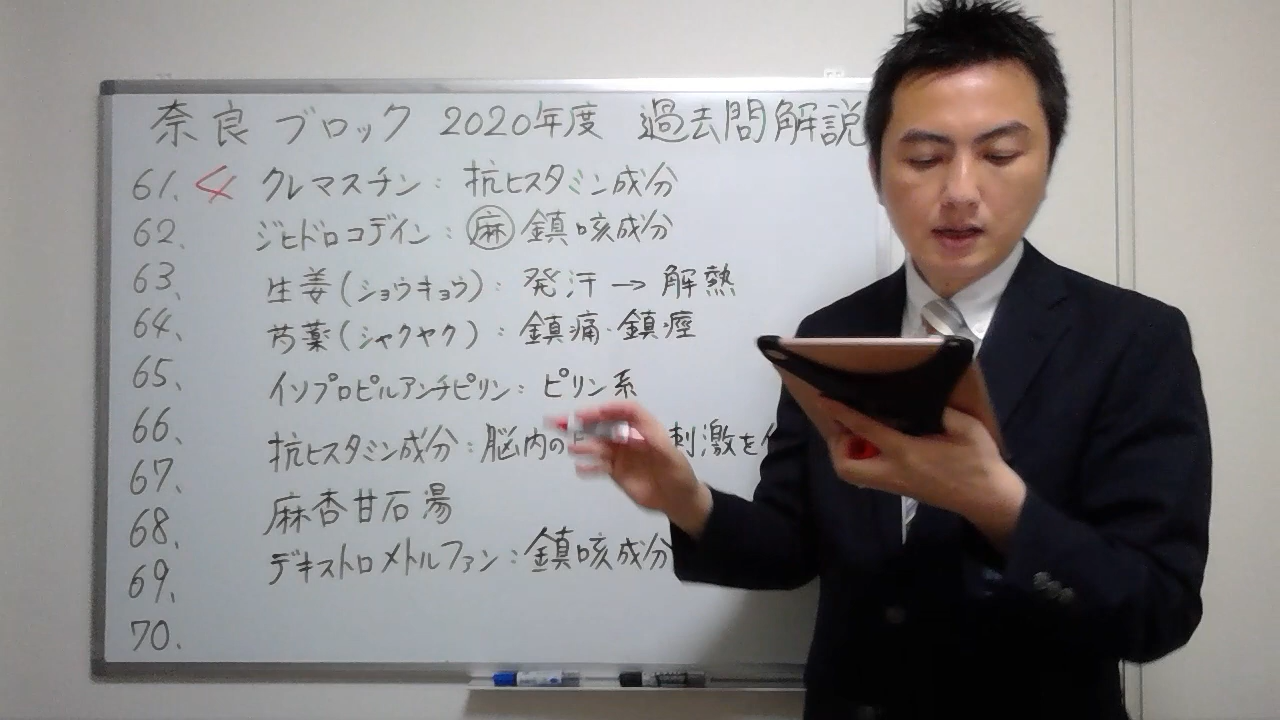 奈良 ブロック 2020年度 過去問解説
61. 4 クレマスチン: 抗ヒスタミン成分
62. ジヒドロコデイン: 麻 鎮咳成分
63. 生姜(ショウキョウ): 発汗→解熱
64. 芍薬(シャクヤク): 鎮痛・鎮痙
65. イソプロピルアンチピリン: ピリン系
66. 抗ヒスタミン成分: 脳内の 刺激を
67.
68. 麻杏甘石湯
69. デキストロメトルファン: 鎮咳成分
70.